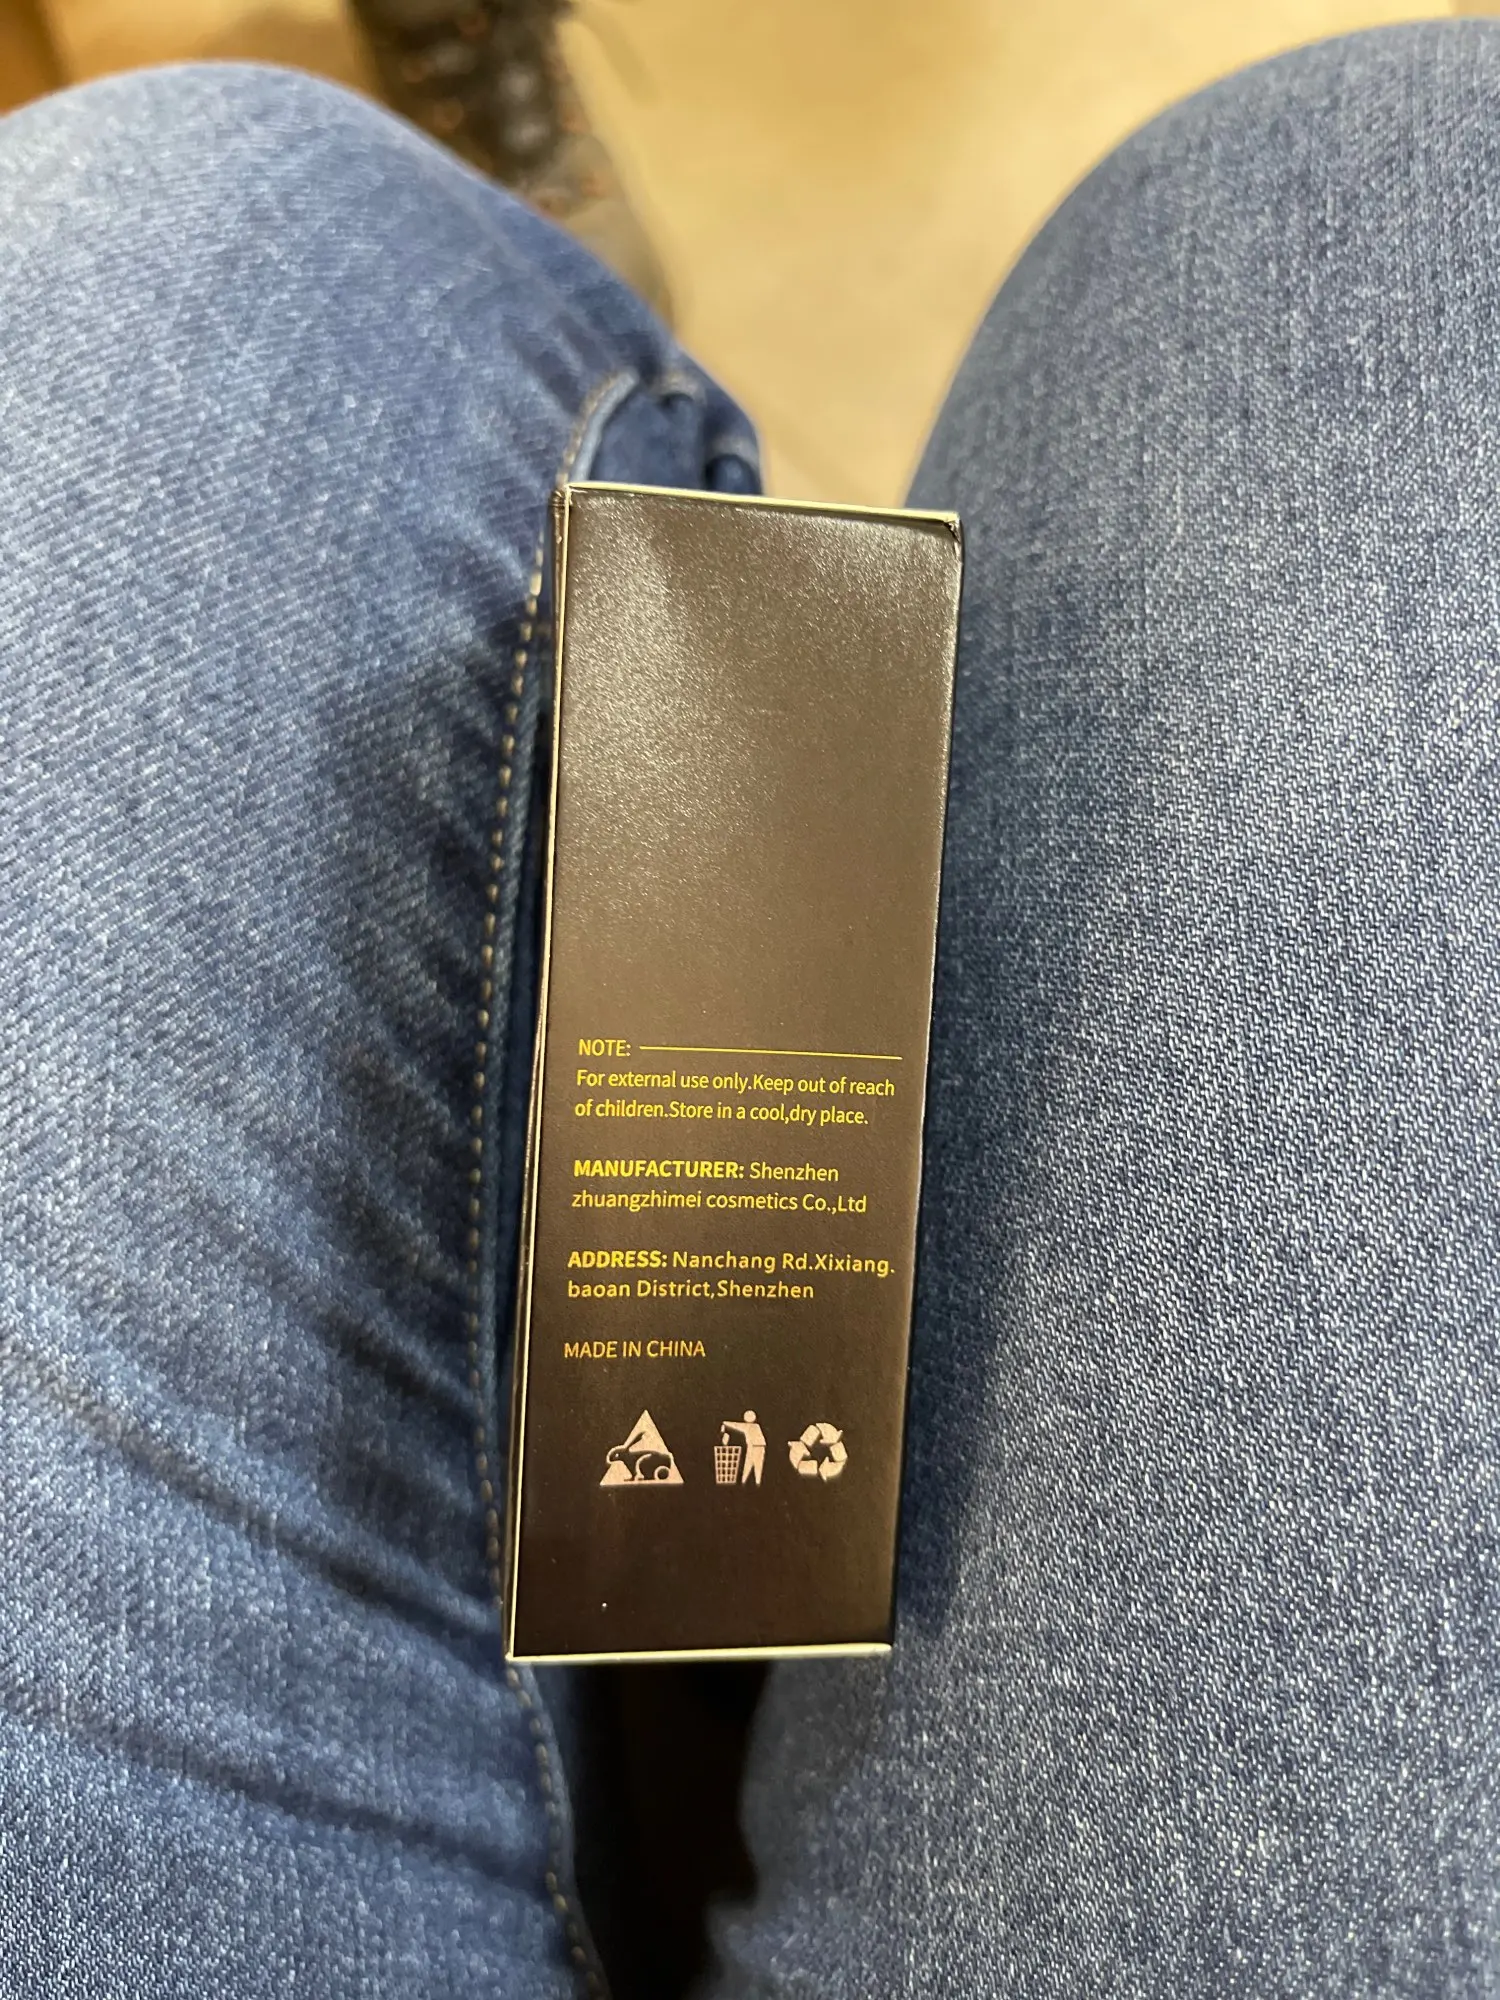 NOTE:
For external use only.Keep out of reach
of children.Store in a cool,dry place.
MANUFACTURER: Shenzhen
zhuangzhimei cosmetics Co.,Ltd
ADDRESS: Nanchang Rd.Xixiang.
baoan District,Shenzhen
MADE IN CHINA